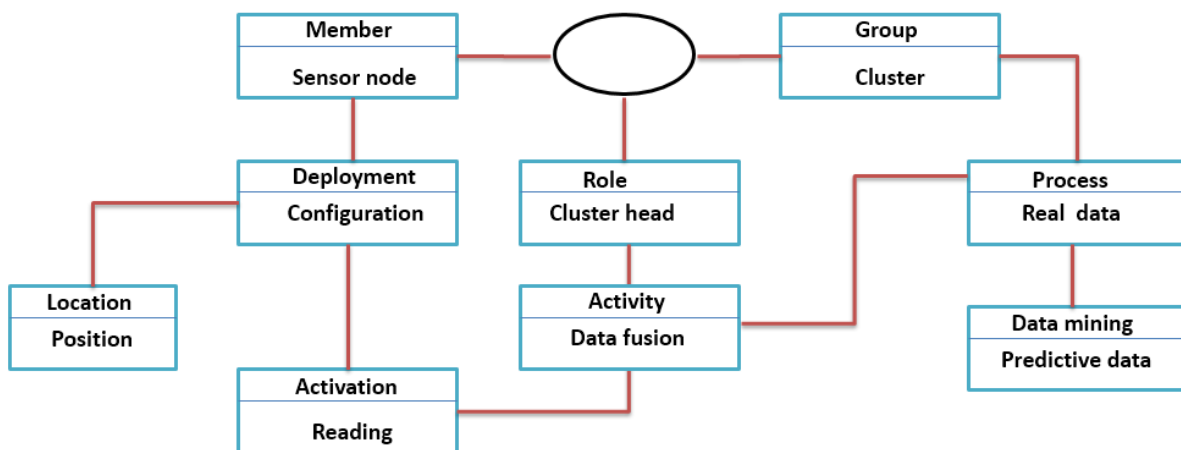 Member
Sensor node
Group
Cluster
Deployment
Configuration
Role
Cluster head
Process
Real data
Location
Position
Activity
Data fusion
Data mining
Predictive data
Activation
Reading